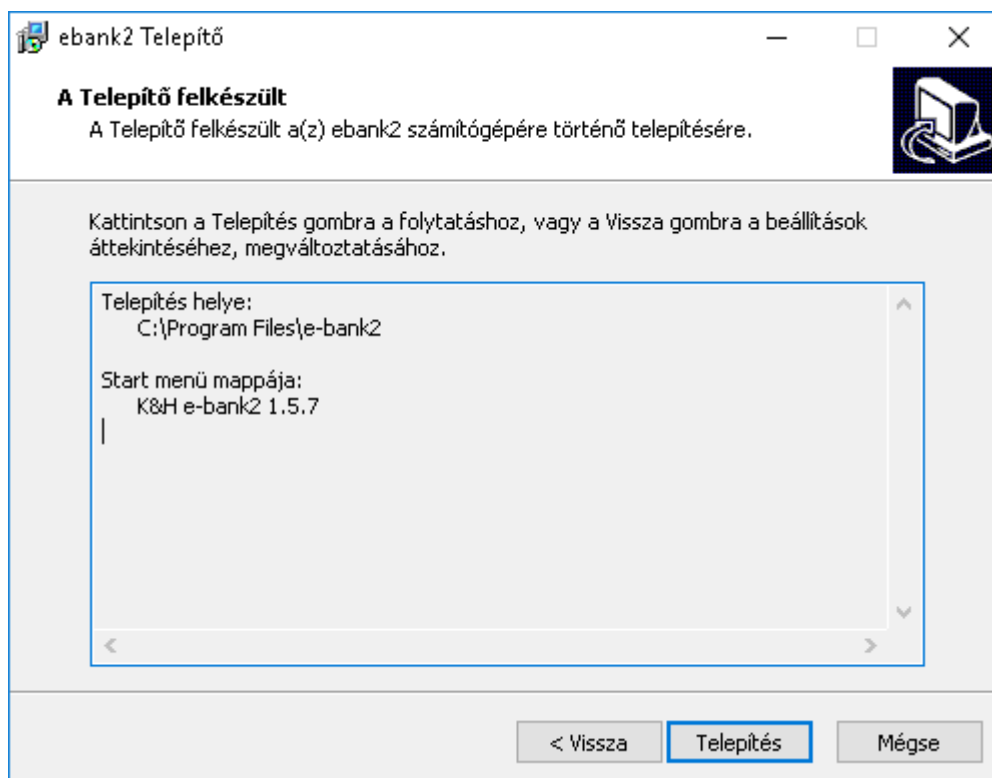 ebank2 Telepítő
A Telepítő felkészült
A Telepítő felkészült a(z) ebank2 számítógépére történő telepítésére.
Kattintson a Telepítés gombra a folytatáshoz, vagy a Vissza gombra a beállítások
áttekintéséhez, megváltoztatásához.
Telepítés helye:
C:\Program Files\e-bank2
Start menü mappája:
K&H e-bank2 1.5.7
< Vissza
Telepítés
Mégse